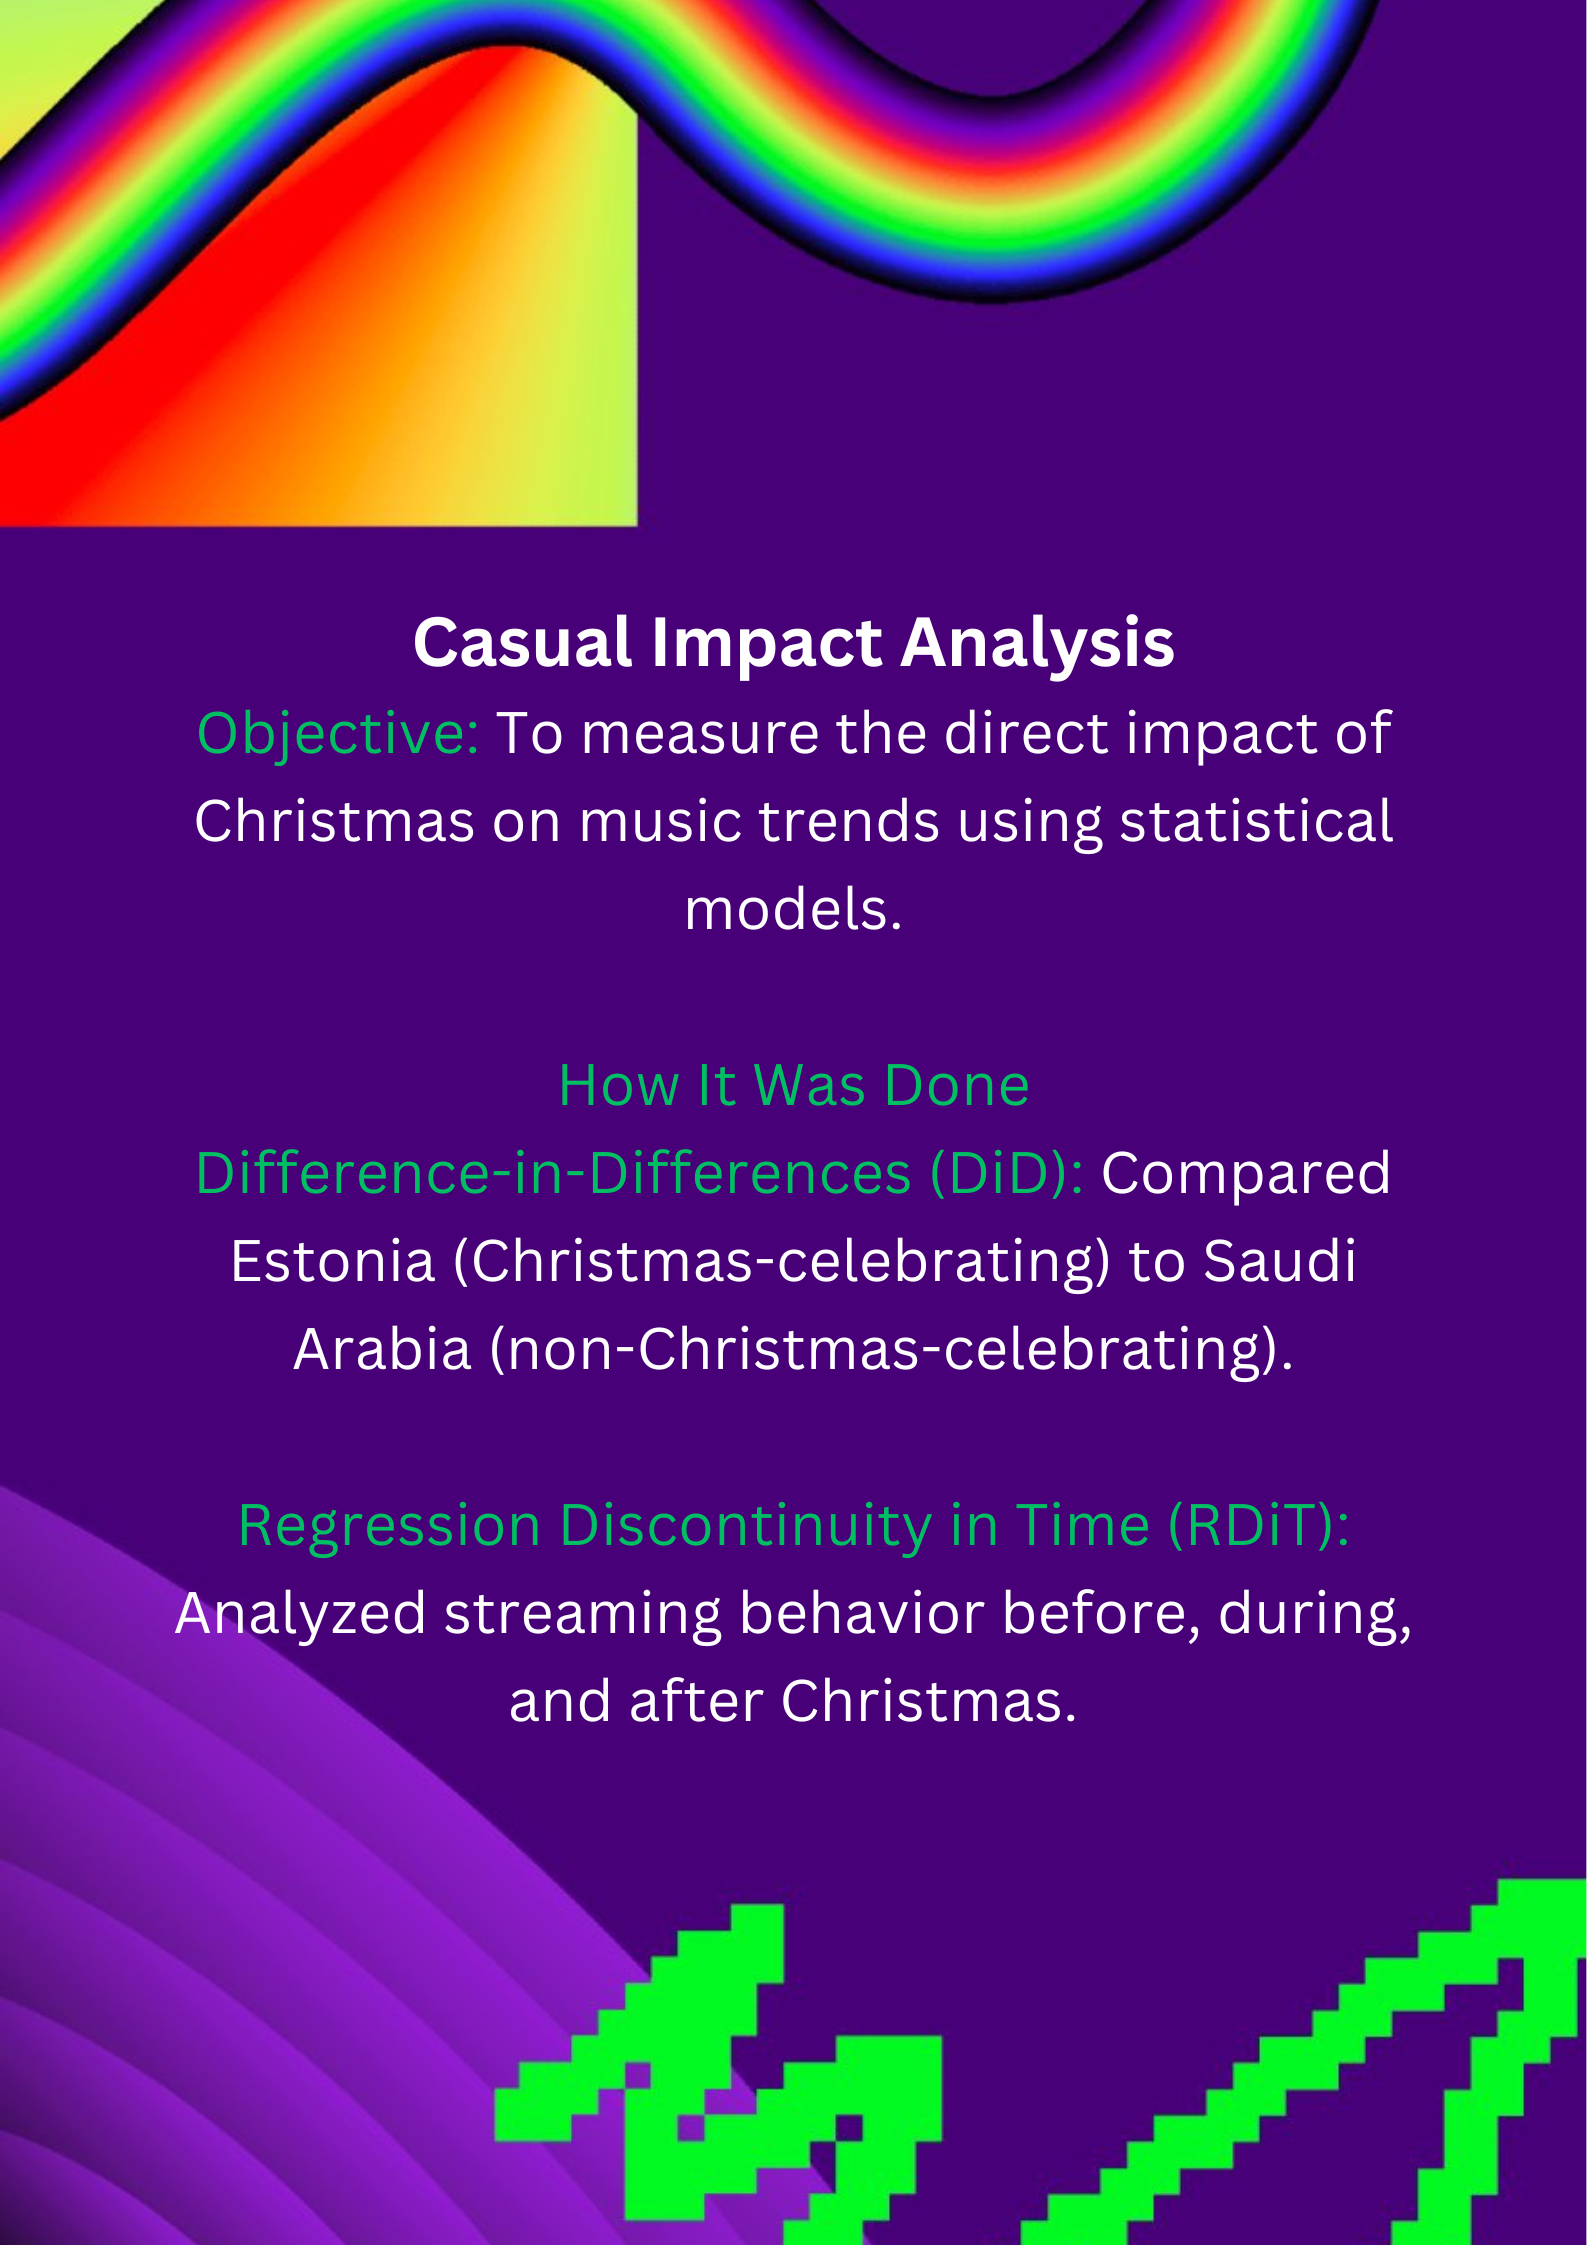 Casual Impact Analysis
Objective: To measure the direct impact of
Christmas on music trends using statistical
models.
How It Was Done
Difference-in-Differences (DiD): Compared
Estonia (Christmas-celebrating) to Saudi
Arabia (non-Christmas-celebrating).
Regression Discontinuity in Time (RDiT):
Analyzed streaming behavior before, during,
and after Christmas.